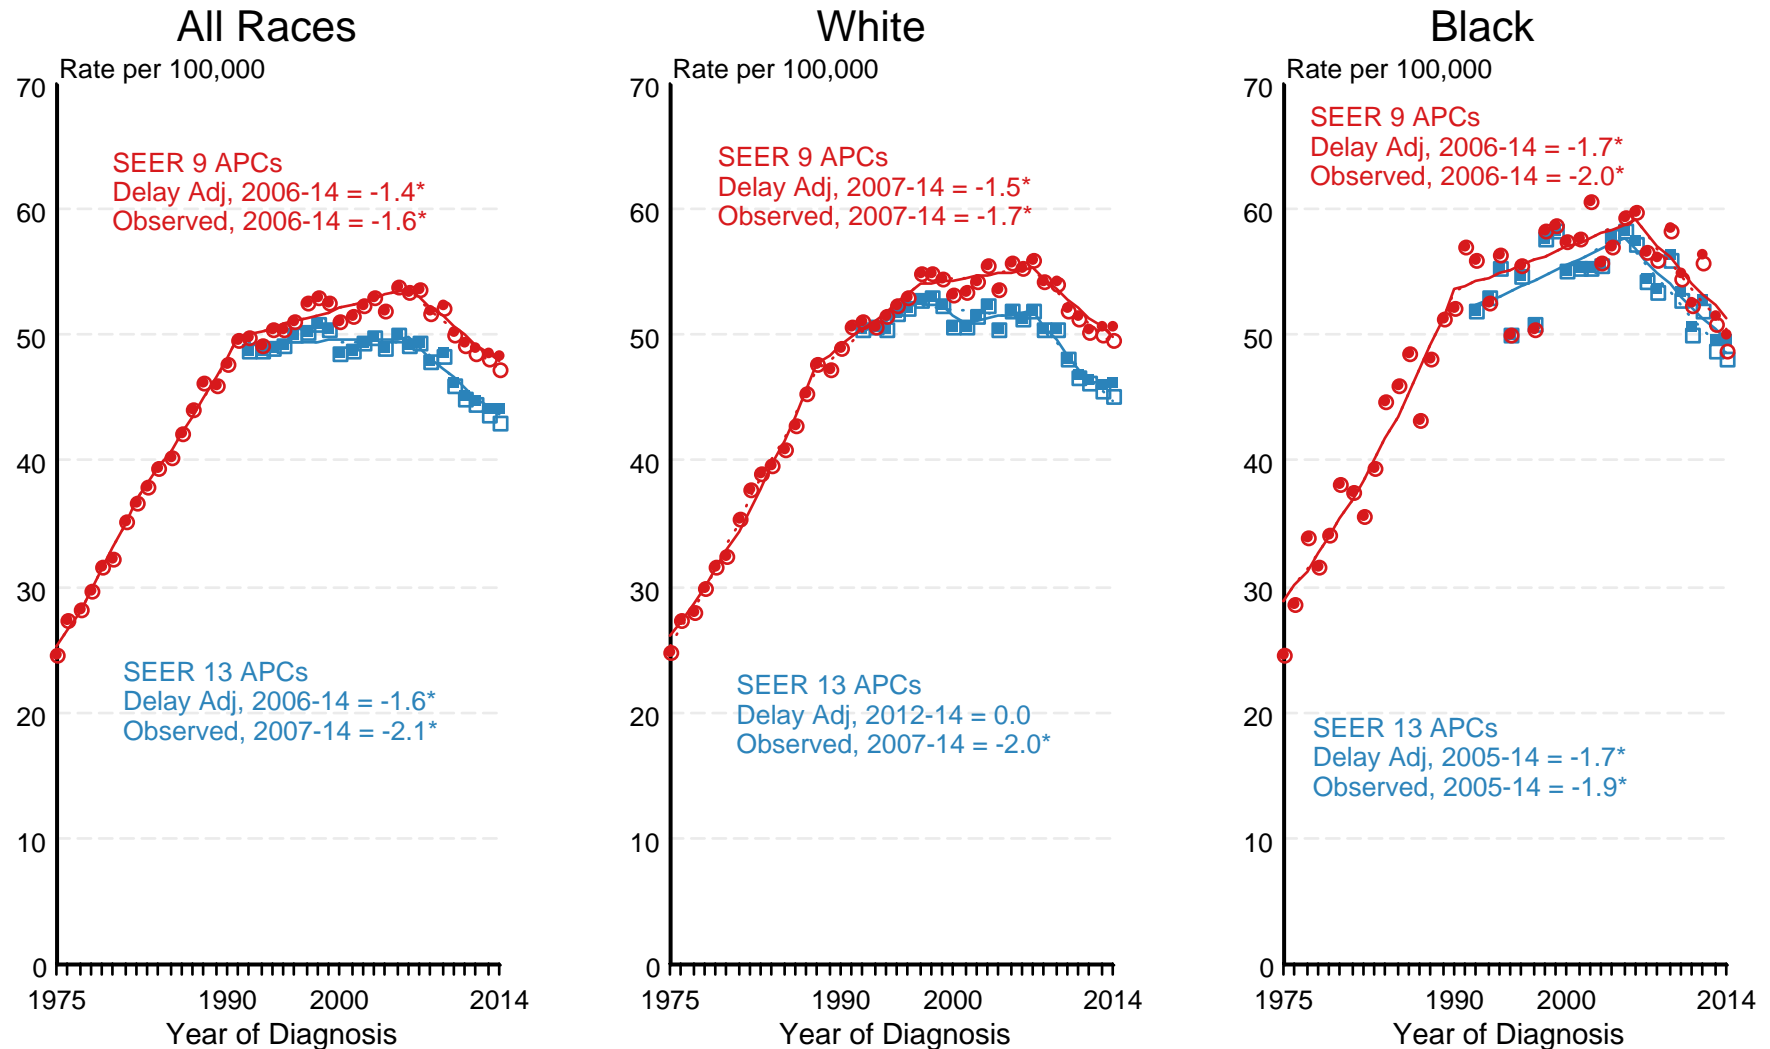 All Races
Rate per 100,000
70
60
50
40
30
20
10
0
SEER 9 APCs
Delay Adj, 2006-14 = -1.4*
Observed, 2006-14 = -1.6*
SEER 13 APCs
Delay Adj, 2006-14 = -1.6*
Observed, 2007-14 = -2.1*
1975 1990 2000 2014
Year of Diagnosis
White
Rate per 100,000
70
60
50
40
30
20
10
0
SEER 9 APCs
Delay Adj, 2007-14 = -1.5*
Observed, 2007-14 = -1.7*
SEER 13 APCs
Delay Adj, 2012-14 = 0.0
Observed, 2007-14 = -2.0*
1975 1990 2000 2014
Year of Diagnosis
Black
Rate per 100,000
70
60
50
40
30
20
10
0
SEER 9 APCs
Delay Adj, 2006-14 = -1.7*
Observed, 2006-14 = -2.0*
SEER 13 APCs
Delay Adj, 2005-14 = -1.7*
Observed, 2005-14 = -1.9*
1975 1990 2000 2014
Year of Diagnosis